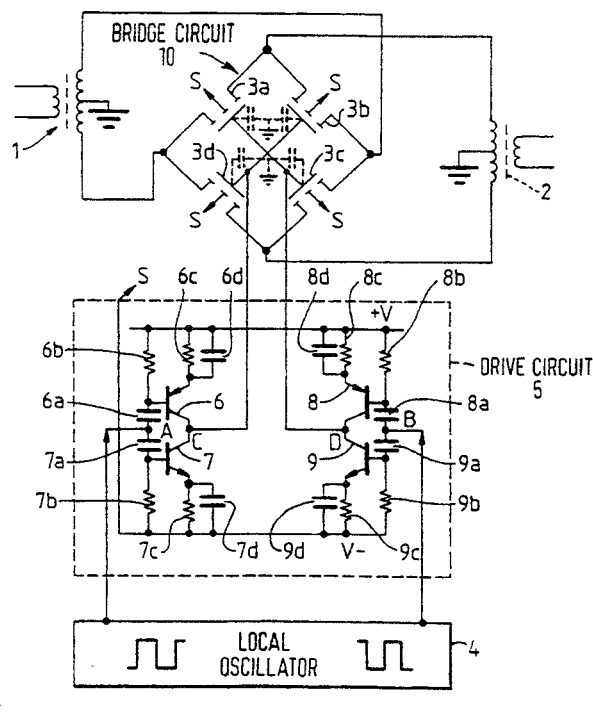 BRIDGE CIRCUIT
10
S
3a
S
3b
1
3d
3c
2
S
S
S
6c
6d
8d
8c
8b
+V
6b
DRIVE CIRCUIT
5
6a
6
8
8a
A
B
C
D
7a
7
9
9a
7b
9b
7c
7d
9d
V-
9c
LOCAL
OSCILLATOR
4